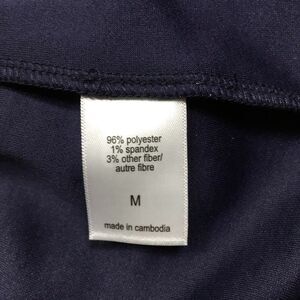 96% polyester
1% spandex
3% other fiber/
autre fibre
M
made in cambodia